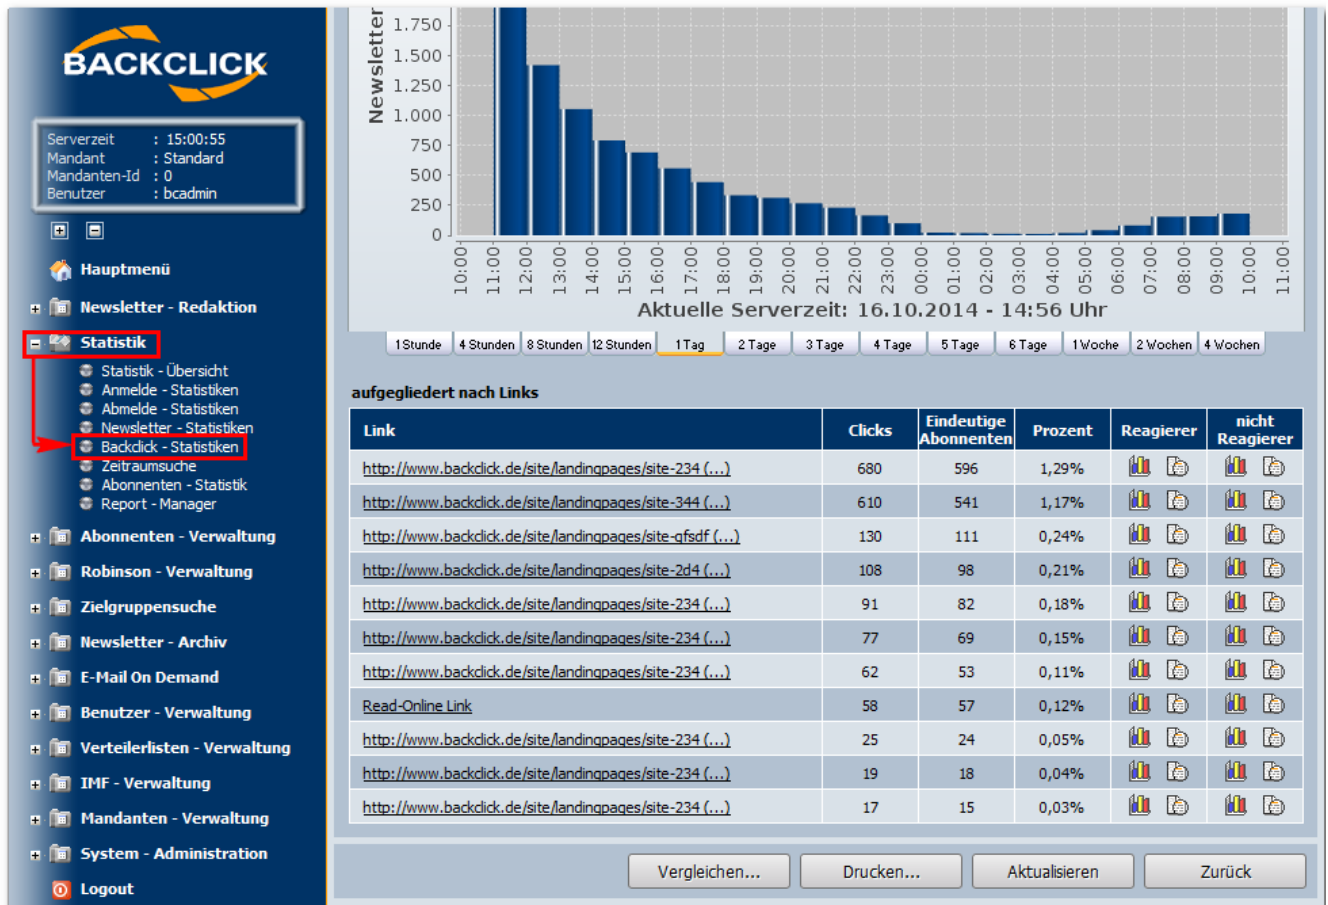 BACKCLICK
Serverzeit : 15:00:55
Mandant : Standard
Mandanten-Id : 0
Benutzer : bcadmin
Hauptmenü
Newsletter - Redaktion
Statistik
Statistik - Übersicht
Anmelde - Statistiken
Abmelde - Statistiken
Newsletter - Statistiken
Backclick - Statistiken
Zeitraumsuche
Abonnenten - Statistik
Report - Manager
Abonnenten - Verwaltung
Robinson - Verwaltung
Zielgruppensuche
Newsletter - Archiv
E-Mail On Demand
Benutzer - Verwaltung
Verteilerlisten - Verwaltung
IMF - Verwaltung
Mandanten - Verwaltung
System - Administration
Logout
Newsletter
1.750
1.500
1.250
1.000
750
500
250
0
10:00 11:00 12:00 13:00 14:00 15:00 16:00 17:00 18:00 19:00 20:00 21:00 22:00 23:00 00:00 01:00 02:00 03:00 04:00 05:00 06:00 07:00 08:00 09:00 10:00 11:00
Aktuelle Serverzeit: 16.10.2014 - 14:56 Uhr
1 Stunde 4 Stunden 8 Stunden 12 Stunden 1 Tag 2 Tage 3 Tage 4 Tage 5 Tage 6 Tage 1 Woche 2 Wochen 4 Wochen
aufgegliedert nach Links
Link Clicks Eindeutige Abonnenten Prozent Reagierer nicht Reagierer
http://www.backclick.de/site/landingpages/site-234 (...) 680 596 1,29%
http://www.backclick.de/site/landingpages/site-344 (...) 610 541 1,17%
http://www.backclick.de/site/landingpages/site-gfsdf (...) 130 111 0,24%
http://www.backclick.de/site/landingpages/site-2d4 (...) 108 98 0,21%
http://www.backclick.de/site/landingpages/site-234 (...) 91 82 0,18%
http://www.backclick.de/site/landingpages/site-234 (...) 77 69 0,15%
http://www.backclick.de/site/landingpages/site-234 (...) 62 53 0,11%
Read-Online Link 58 57 0,12%
http://www.backclick.de/site/landingpages/site-234 (...) 25 24 0,05%
http://www.backclick.de/site/landingpages/site-234 (...) 19 18 0,04%
http://www.backclick.de/site/landingpages/site-234 (...) 17 15 0,03%
Vergleichen... Drucken... Aktualisieren Zurück